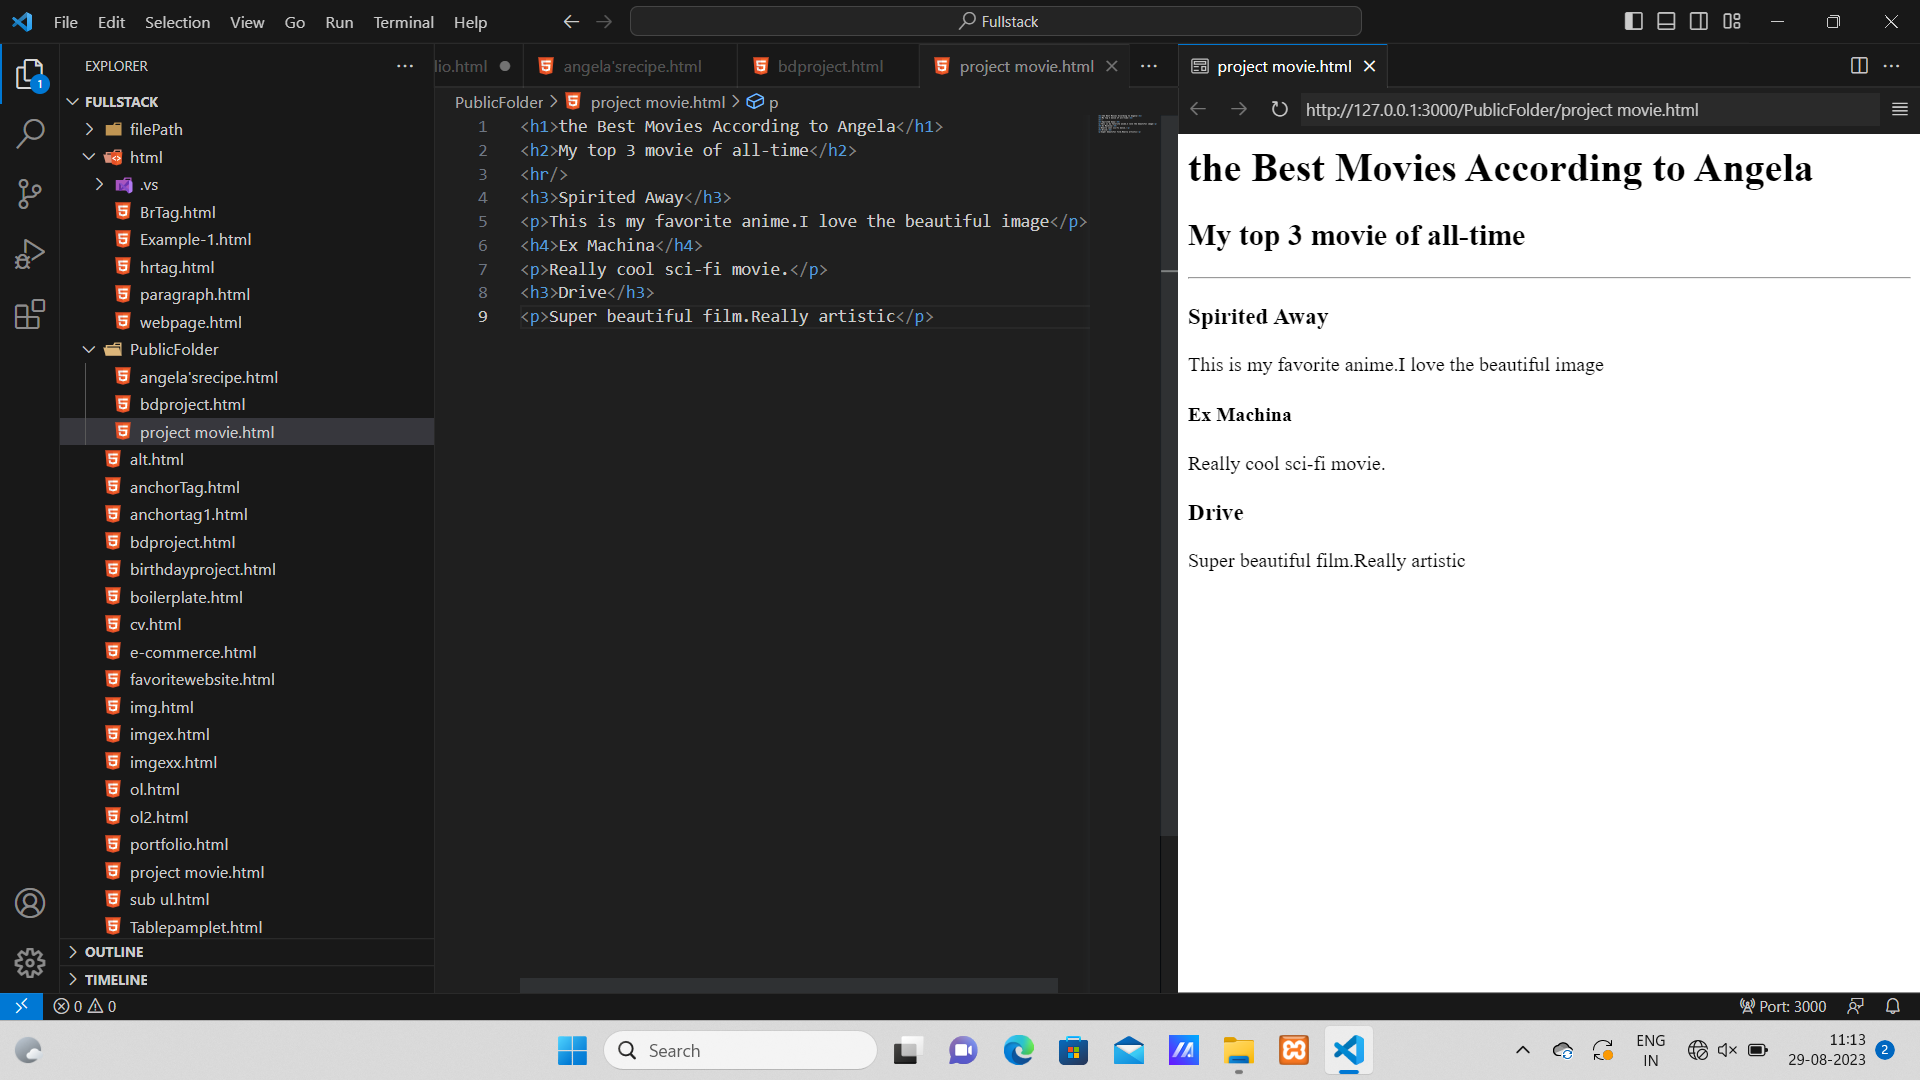 File Edit Selection View Go Run Terminal Help
Fullstack
EXPLORER
FULLSTACK
filePath
html
.vs
BrTag.html
Example-1.html
hrtag.html
paragraph.html
webpage.html
PublicFolder
angela'srecipe.html
bdproject.html
project movie.html
alt.html
anchorTag.html
anchortag1.html
bdproject.html
birthdayproject.html
boilerplate.html
cv.html
e-commerce.html
favoritewebsite.html
img.html
imgex.html
imgexx.html
ol.html
ol2.html
portfolio.html
project movie.html
sub ul.html
Tablepamplet.html
OUTLINE
TIMELINE
1
lio.html angela'srecipe.html bdproject.html project movie.html
PublicFolder > project movie.html > p
1 <h1>the Best Movies According to Angela</h1>
2 <h2>My top 3 movie of all-time</h2>
3 <hr/>
4 <h3>Spirited Away</h3>
5 <p>This is my favorite anime.I love the beautiful image</p>
6 <h4>Ex Machina</h4>
7 <p>Really cool sci-fi movie.</p>
8 <h3>Drive</h3>
9 <p>Super beautiful film.Really artistic</p>
project movie.html
http://127.0.0.1:3000/PublicFolder/project movie.html
the Best Movies According to Angela
My top 3 movie of all-time
Spirited Away
This is my favorite anime.I love the beautiful image
Ex Machina
Really cool sci-fi movie.
Drive
Super beautiful film.Really artistic
0 0
Port: 3000
Search
ENG
IN
11:13
29-08-2023
2